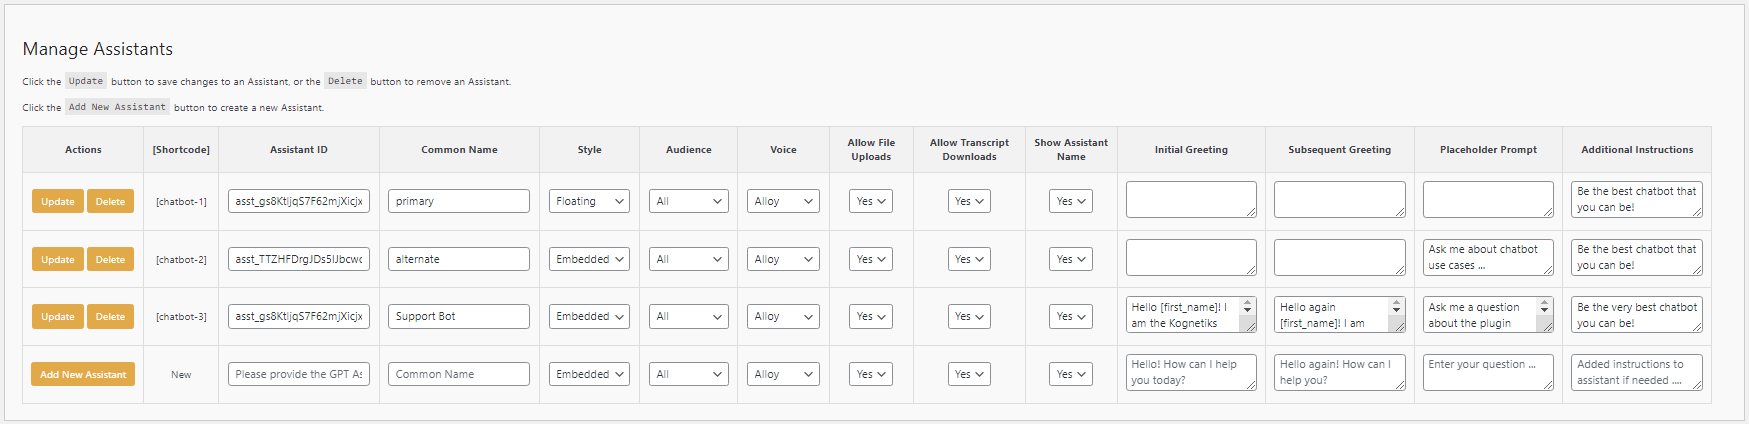 Manage Assistants
Click the Update button to save changes to an Assistant, or the Delete button to remove an Assistant.
Click the Add New Assistant button to create a new Assistant.
Actions [Shortcode] Assistant ID Common Name Style Audience Voice Allow File Uploads Allow Transcript Downloads Show Assistant Name Initial Greeting Subsequent Greeting Placeholder Prompt Additional Instructions
Update Delete [chatbot-1] primary Floating All Alloy Yes Yes Yes Be the best chatbot that
you can be!
Update Delete [chatbot-2] alternate Embedded All Alloy Yes Yes Yes Ask me about chatbot Be the best chatbot that
use cases ... you can be!
Update Delete [chatbot-3] Support Bot Embedded All Alloy Yes Yes Yes Hello [first_name]! I Hello again Ask me a question Be the very best chatbot
am the Kognetiks [first_name]! I am about the plugin you can be!
Add New Assistant New Please provide the GPT As Common Name Embedded All Alloy Yes Yes Yes Hello! How can I help Hello again! How can I Enter your question ... Added instructions to
you today? help you? assistant if needed ....